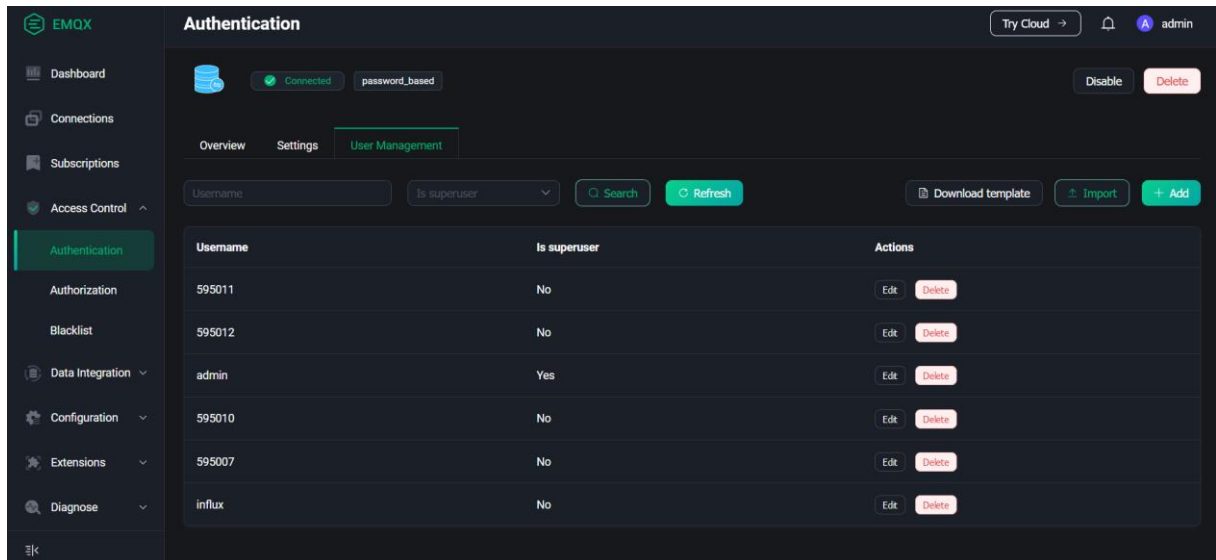 EMQX
Authentication
Try Cloud →
A admin
Dashboard
Connections
Subscriptions
Access Control
Authentication
Authorization
Blacklist
Data Integration
Configuration
Extensions
Diagnose
Connected
password_based
Disable
Delete
Overview Settings User Management
Username
Is superuser
Search
Refresh
Download template
Import
+ Add
Username Is superuser Actions
595011 No Edit Delete
595012 No Edit Delete
admin Yes Edit Delete
595010 No Edit Delete
595007 No Edit Delete
influx No Edit Delete